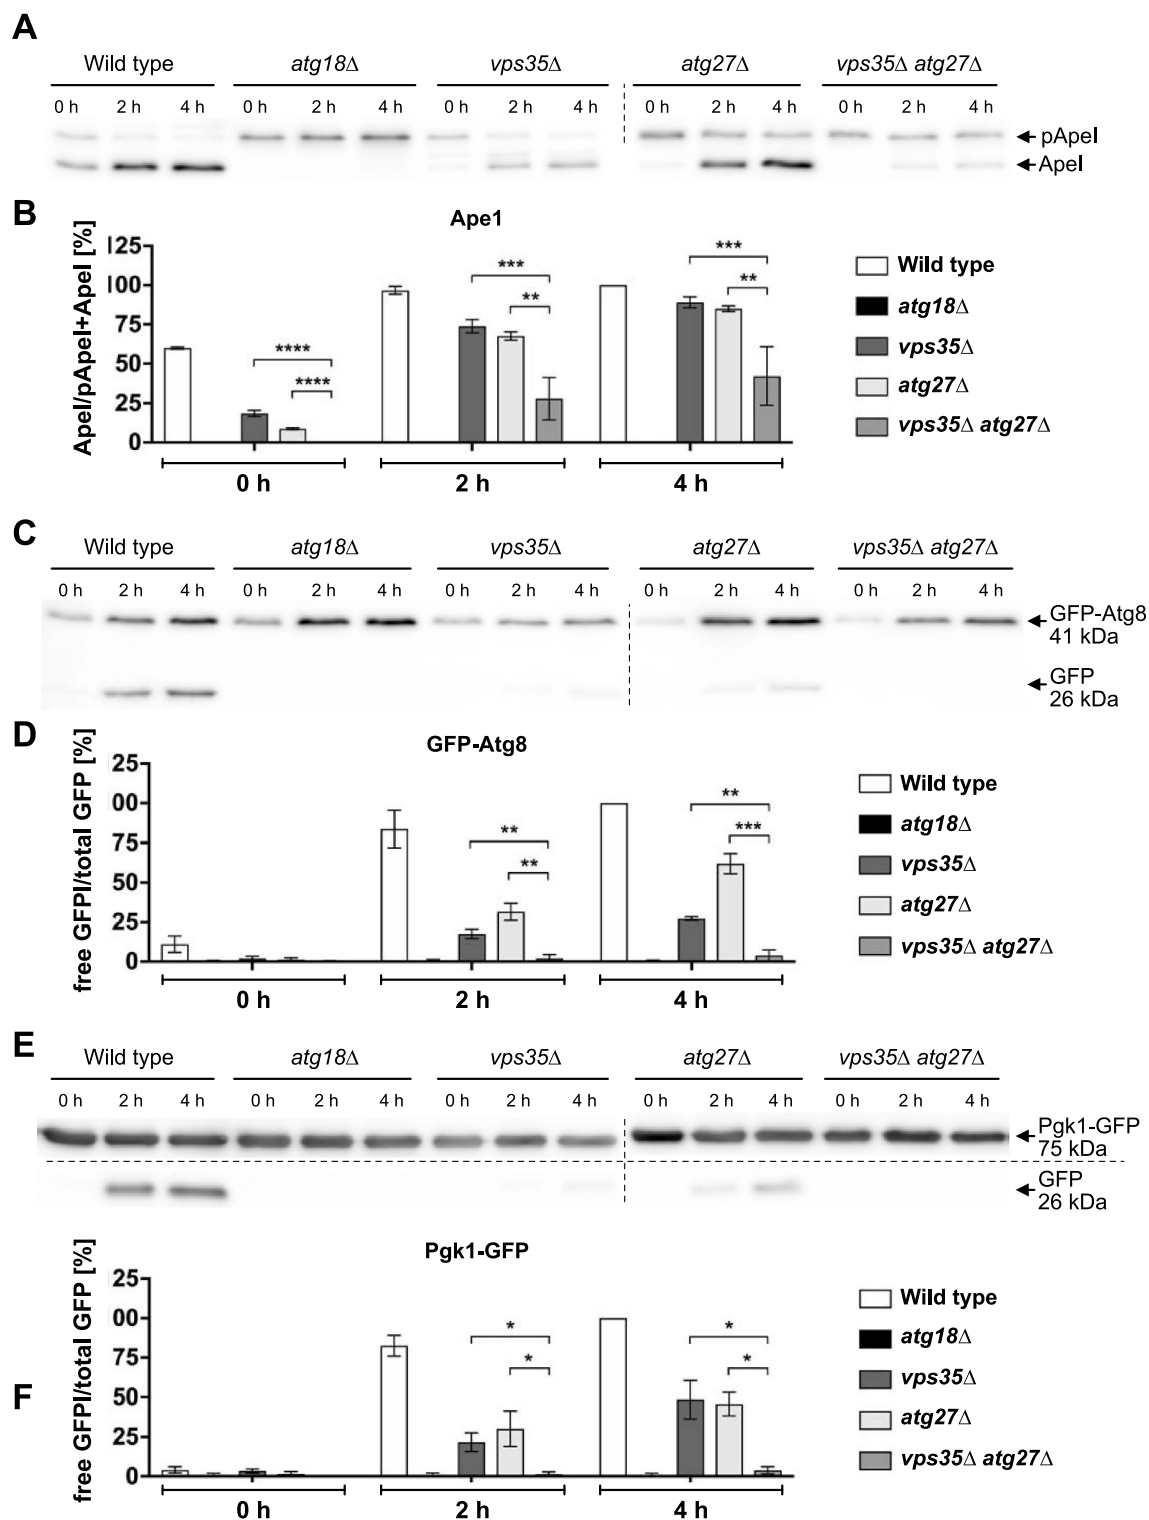 A
Wild type atg18Δ vps35Δ atg27Δ vps35Δ atg27Δ
0 h 2 h 4 h 0 h 2 h 4 h 0 h 2 h 4 h 0 h 2 h 4 h 0 h 2 h 4 h
pApeI
ApeI
B
Ape1
ApeI/pApeI+ApeI [%]
125
100
75
50
25
0
**** **** *** ** *** **
0 h 2 h 4 h
Wild type
atg18Δ
vps35Δ
atg27Δ
vps35Δ atg27Δ
C
Wild type atg18Δ vps35Δ atg27Δ vps35Δ atg27Δ
0 h 2 h 4 h 0 h 2 h 4 h 0 h 2 h 4 h 0 h 2 h 4 h 0 h 2 h 4 h
GFP-Atg8
41 kDa
GFP
26 kDa
D
GFP-Atg8
free GFPI/total GFP [%]
25
00
75
50
25
0
** ** ** ***
0 h 2 h 4 h
Wild type
atg18Δ
vps35Δ
atg27Δ
vps35Δ atg27Δ
E
Wild type atg18Δ vps35Δ atg27Δ vps35Δ atg27Δ
0 h 2 h 4 h 0 h 2 h 4 h 0 h 2 h 4 h 0 h 2 h 4 h 0 h 2 h 4 h
Pgk1-GFP
75 kDa
GFP
26 kDa
F
Pgk1-GFP
free GFPI/total GFP [%]
25
00
75
50
25
0
* * * *
0 h 2 h 4 h
Wild type
atg18Δ
vps35Δ
atg27Δ
vps35Δ atg27Δ